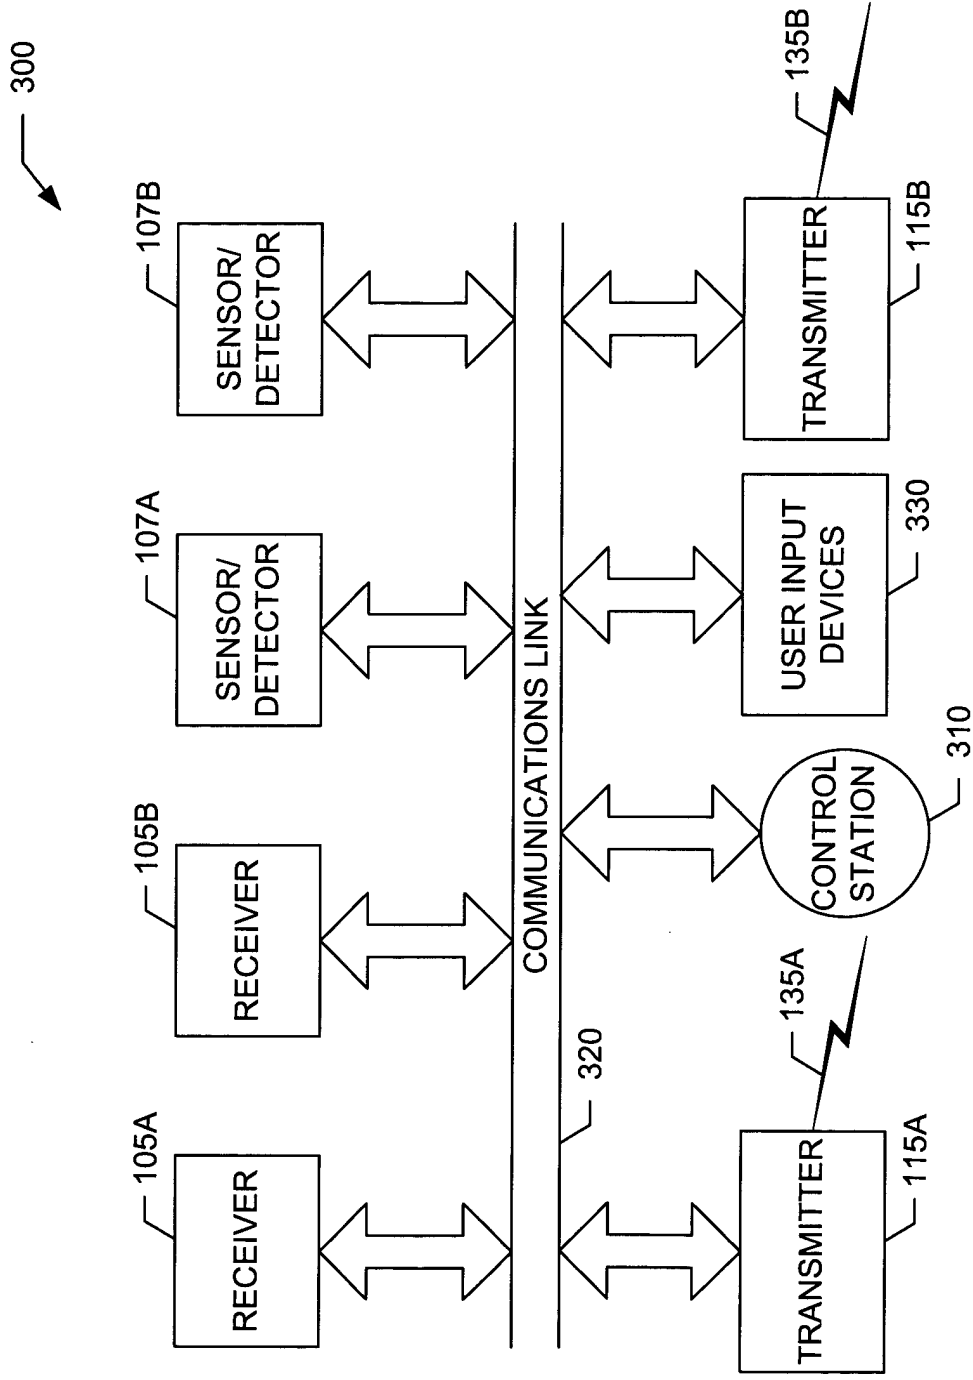 300
105A
105B
107A
107B
RECEIVER
RECEIVER
SENSOR/
DETECTOR
SENSOR/
DETECTOR
COMMUNICATIONS LINK
320
135A
135B
TRANSMITTER
CONTROL
STATION
USER INPUT
DEVICES
TRANSMITTER
115A
310
330
115B